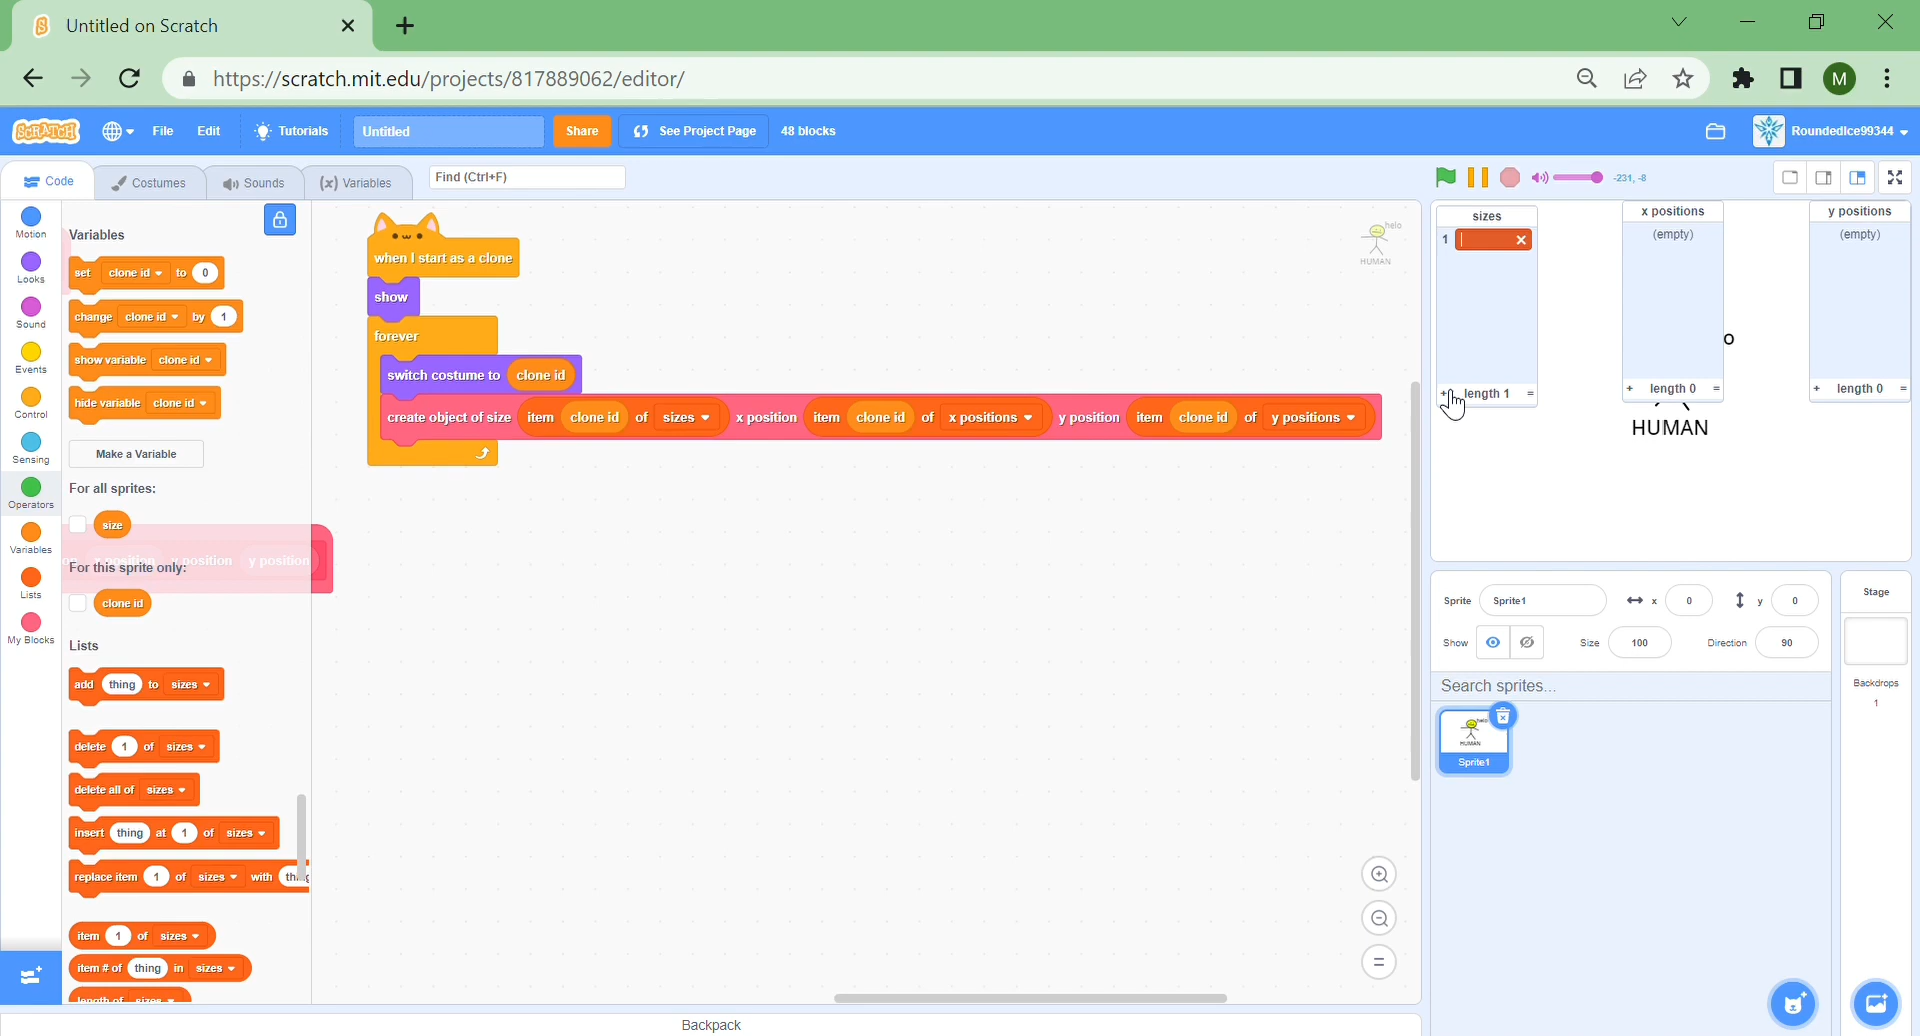 Untitled on Scratch
https://scratch.mit.edu/projects/817889062/editor/
M
SCRATCH
File
Edit
Tutorials
Untitled
Share
See Project Page
48 blocks
RoundedIce99344
Code
Costumes
Sounds
(x) Variables
Find (Ctrl+F)
-231, -8
Motion
Looks
Sound
Events
Control
Sensing
Operators
Variables
Lists
My Blocks
Variables
set clone id to 0
change clone id by 1
show variable clone id
hide variable clone id
Make a Variable
For all sprites:
size
x position y position
For this sprite only:
clone id
Lists
add thing to sizes
delete 1 of sizes
delete all of sizes
insert thing at 1 of sizes
replace item 1 of sizes with
item 1 of sizes
item # of thing in sizes
length of sizes
when I start as a clone
show
forever
switch costume to clone id
create object of size item clone id of sizes x position item clone id of x positions y position item clone id of y positions
helo
HUMAN
sizes
1
+ length 1 =
x positions
(empty)
+ length 0 =
y positions
(empty)
+ length 0 =
o
HUMAN
Sprite Sprite1 x 0 y 0
Show Size 100 Direction 90
Search sprites...
HUMAN
Sprite1
Stage
Backdrops
1
Backpack